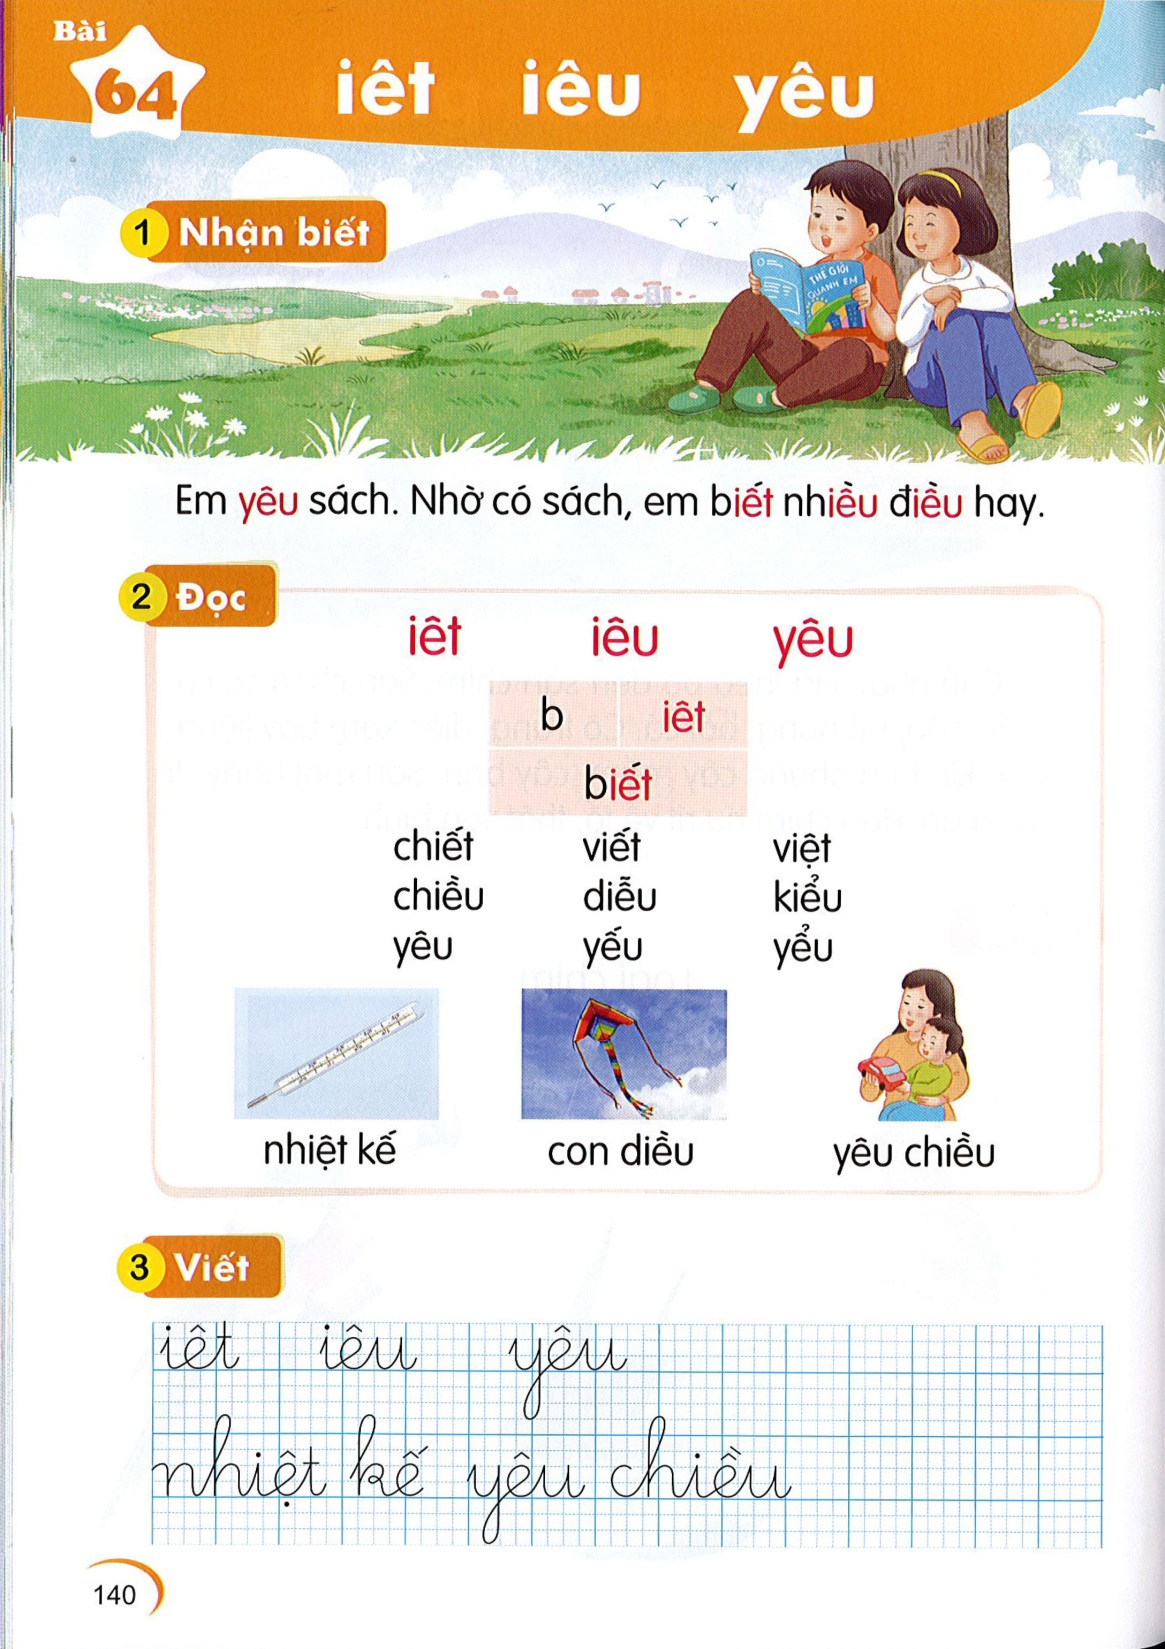 Bài
64
iêt iêu yêu
1 Nhận biết
THẾ GIỚI
QUANH EM
Em yêu sách. Nhờ có sách, em biết nhiều điều hay.
2 Đọc
iêt iêu yêu
b iêt
biết
chiết viết việt
chiều diễu kiểu
yêu yếu yểu
nhiệt kế con diều yêu chiều
3 Viết
iêt iêu yêu
nhiệt kế yêu chiều
140